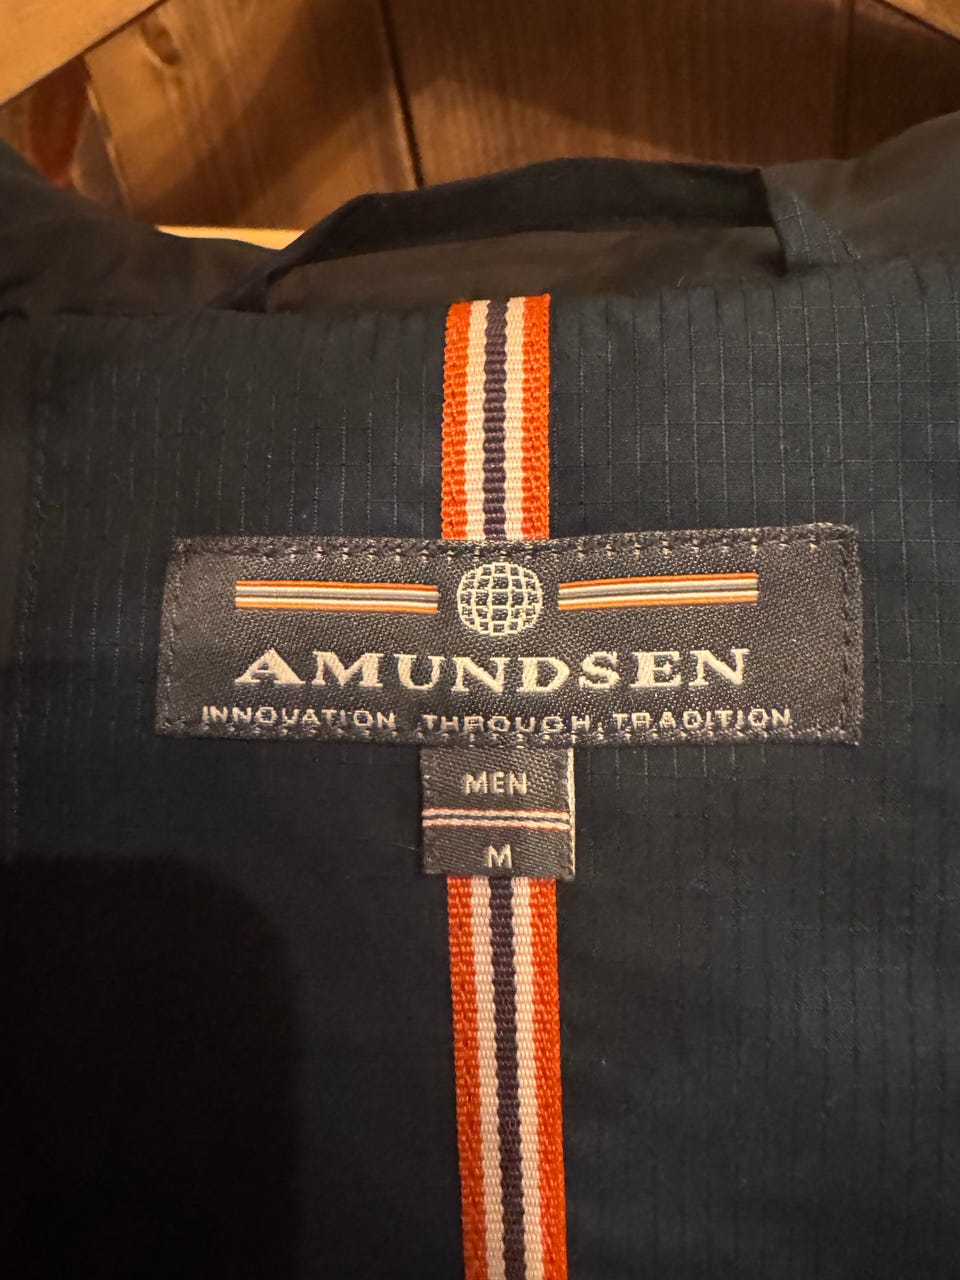 AMUNDSEN
INNOVATION THROUGH TRADITION
MEN
M